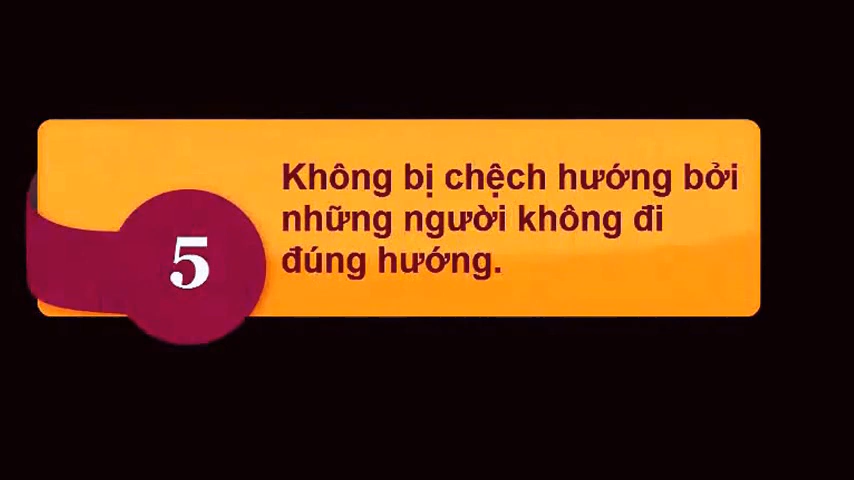 5
Không bị chệch hướng bởi
những người không đi
đúng hướng.